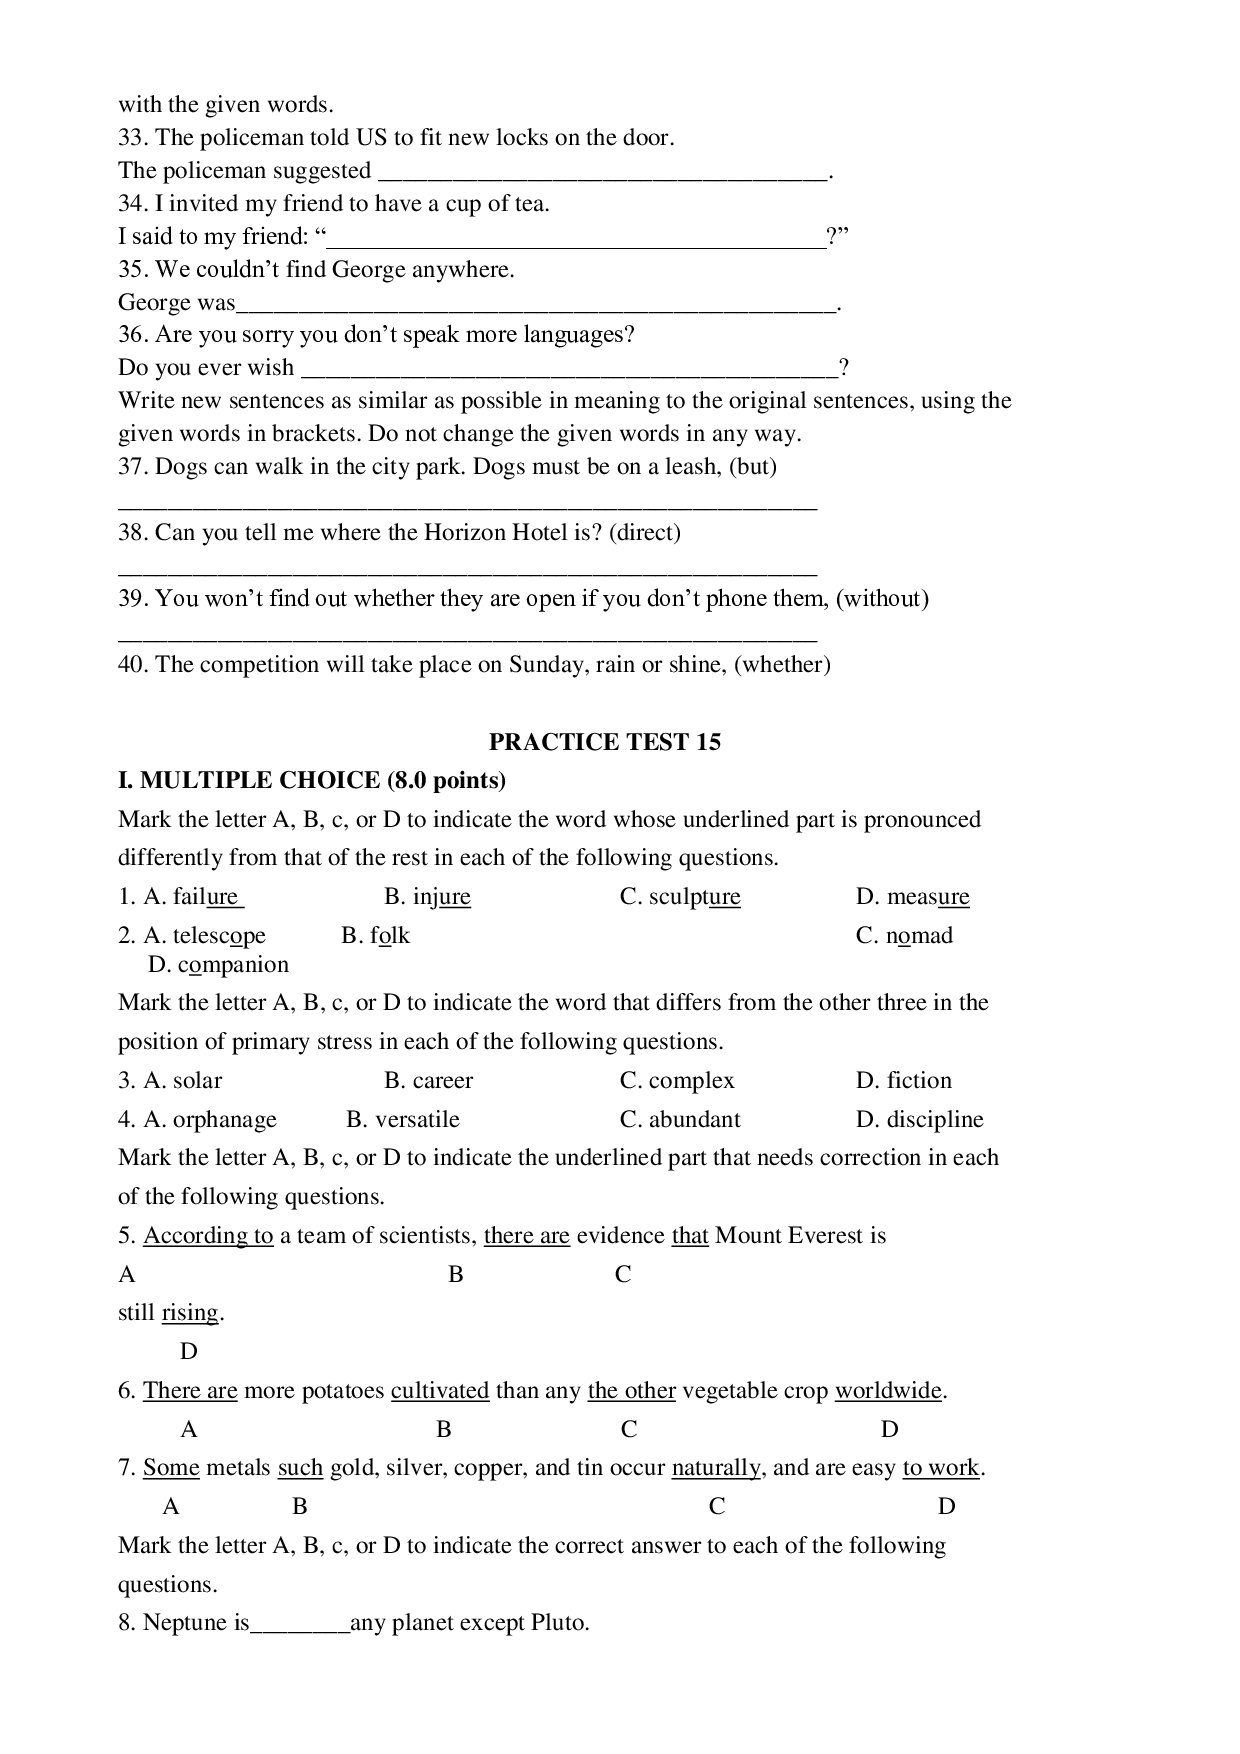 with the given words.
33. The policeman told US to fit new locks on the door.
The policeman suggested ____________________________________.
34. I invited my friend to have a cup of tea.
I said to my friend: “________________________________________?”
35. We couldn’t find George anywhere.
George was________________________________________________.
36. Are you sorry you don’t speak more languages?
Do you ever wish ___________________________________________?
Write new sentences as similar as possible in meaning to the original sentences, using the
given words in brackets. Do not change the given words in any way.
37. Dogs can walk in the city park. Dogs must be on a leash, (but)
________________________________________________________
38. Can you tell me where the Horizon Hotel is? (direct)
________________________________________________________
39. You won’t find out whether they are open if you don’t phone them, (without)
________________________________________________________
40. The competition will take place on Sunday, rain or shine, (whether)
PRACTICE TEST 15
I. MULTIPLE CHOICE (8.0 points)
Mark the letter A, B, c, or D to indicate the word whose underlined part is pronounced
differently from that of the rest in each of the following questions.
1. A. failure B. injure C. sculpture D. measure
2. A. telescope B. folk C. nomad
D. companion
Mark the letter A, B, c, or D to indicate the word that differs from the other three in the
position of primary stress in each of the following questions.
3. A. solar B. career C. complex D. fiction
4. A. orphanage B. versatile C. abundant D. discipline
Mark the letter A, B, c, or D to indicate the underlined part that needs correction in each
of the following questions.
5. According to a team of scientists, there are evidence that Mount Everest is
A B C
still rising.
D
6. There are more potatoes cultivated than any the other vegetable crop worldwide.
A B C D
7. Some metals such gold, silver, copper, and tin occur naturally, and are easy to work.
A B C D
Mark the letter A, B, c, or D to indicate the correct answer to each of the following
questions.
8. Neptune is________any planet except Pluto.